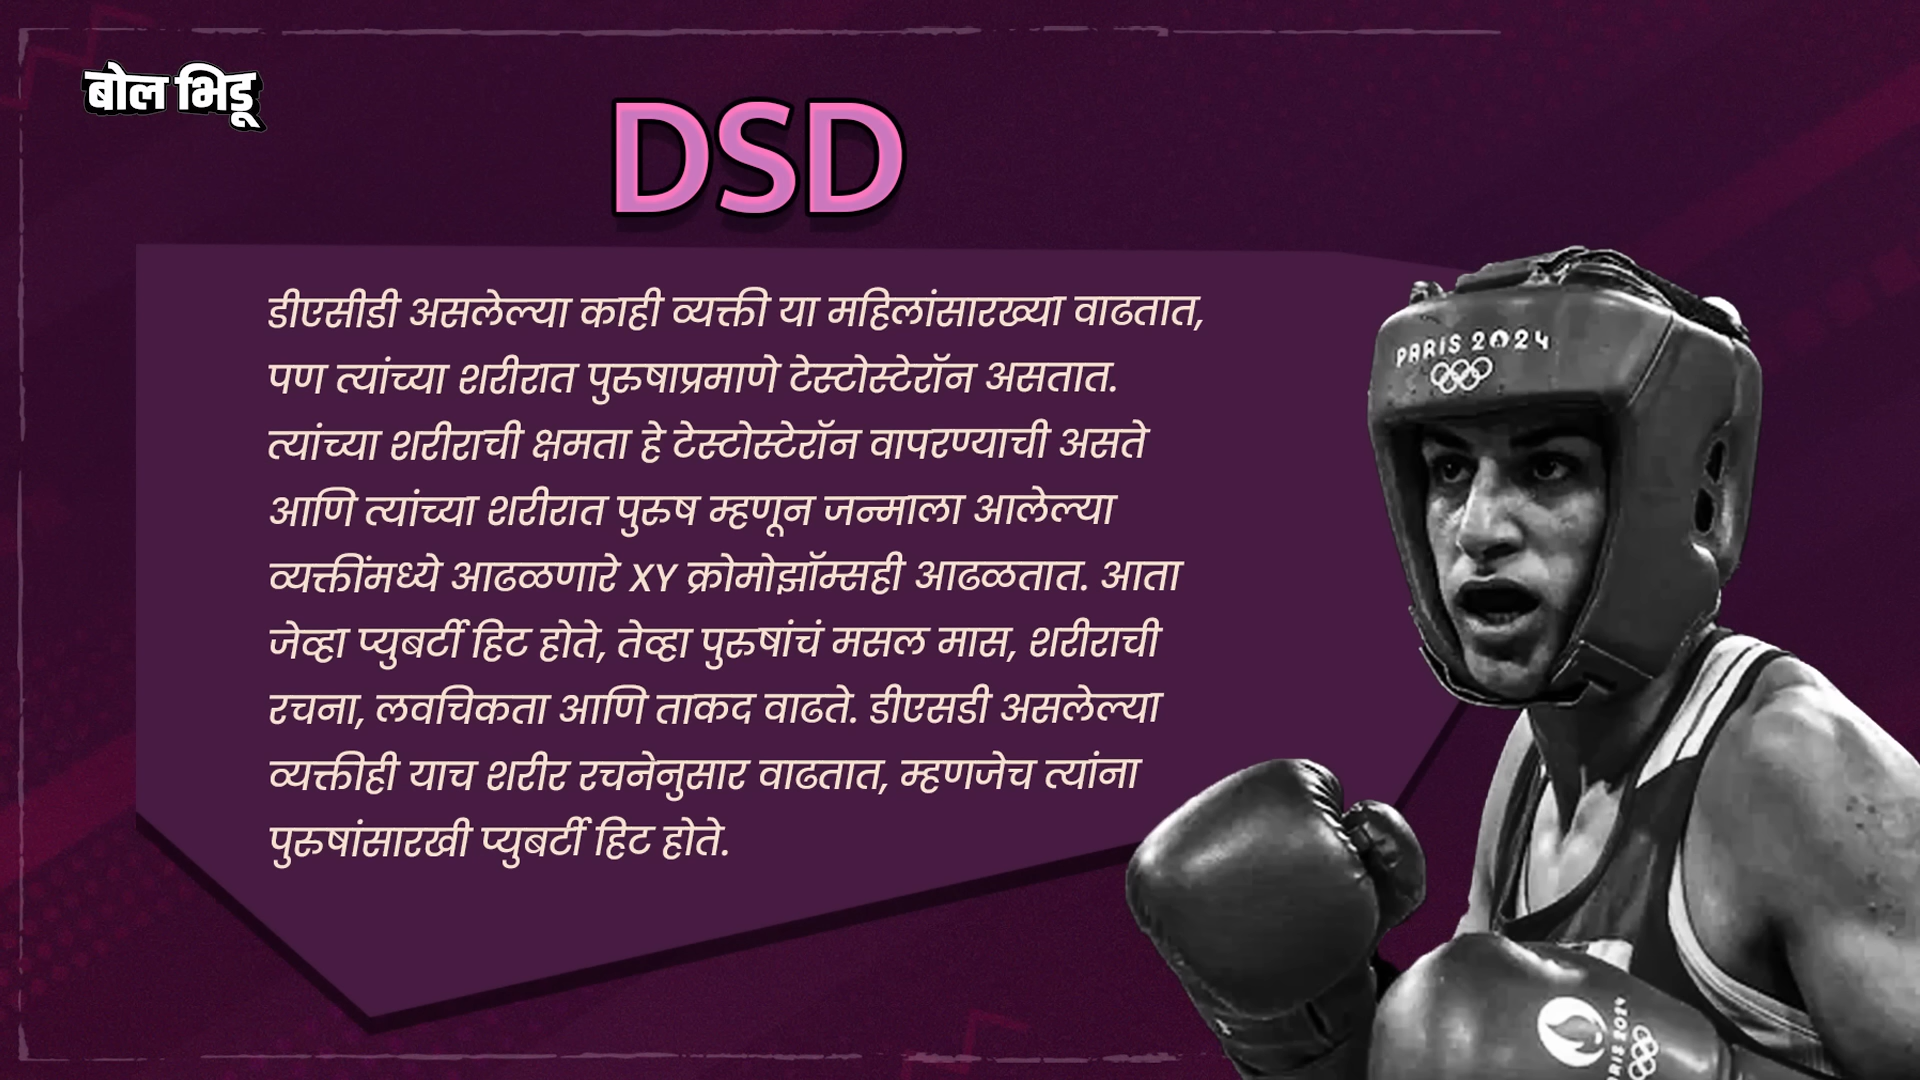 बोल भिडू
DSD
डीएसीडी असलेल्या काही व्यक्ती या महिलांसारख्या वाढतात,
पण त्यांच्या शरीरात पुरुषाप्रमाणे टेस्टोस्टेरॉन असतात.
त्यांच्या शरीराची क्षमता हे टेस्टोस्टेरॉन वापरण्याची असते
आणि त्यांच्या शरीरात पुरुष म्हणून जन्माला आलेल्या
व्यक्तींमध्ये आढळणारे XY क्रोमोझॉम्सही आढळतात. आता
जेव्हा प्युबर्टी हिट होते, तेव्हा पुरुषांचं मसल मास, शरीराची
रचना, लवचिकता आणि ताकद वाढते. डीएसडी असलेल्या
व्यक्तीही याच शरीर रचनेनुसार वाढतात, म्हणजेच त्यांना
पुरुषांसारखी प्युबर्टी हिट होते.
PARIS 2024